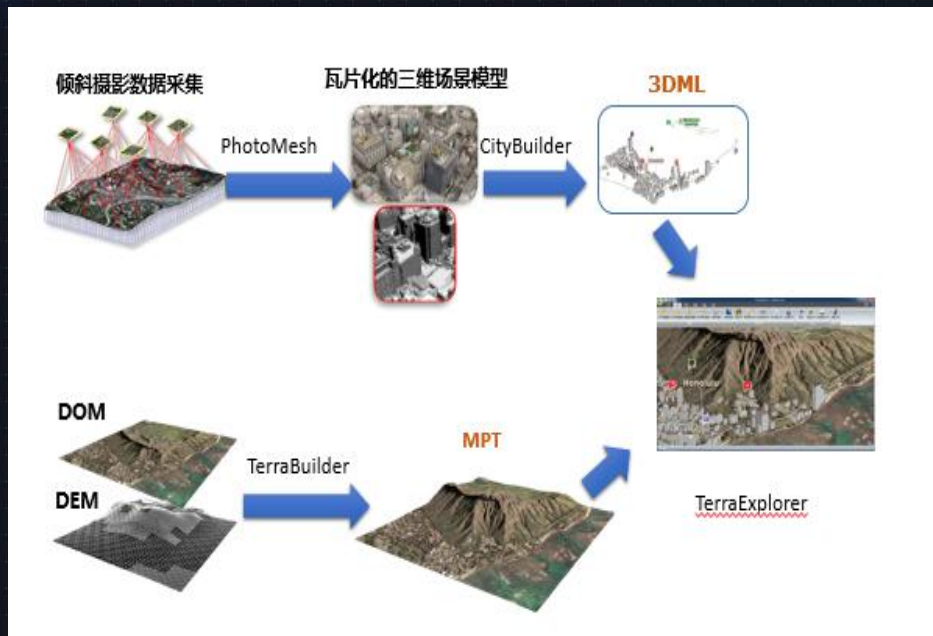 倾斜摄影数据采集
瓦片化的三维场景模型
3DML
PhotoMesh
CityBuilder
Honolulu
DOM
DEM
TerraBuilder
MPT
TerraExplorer